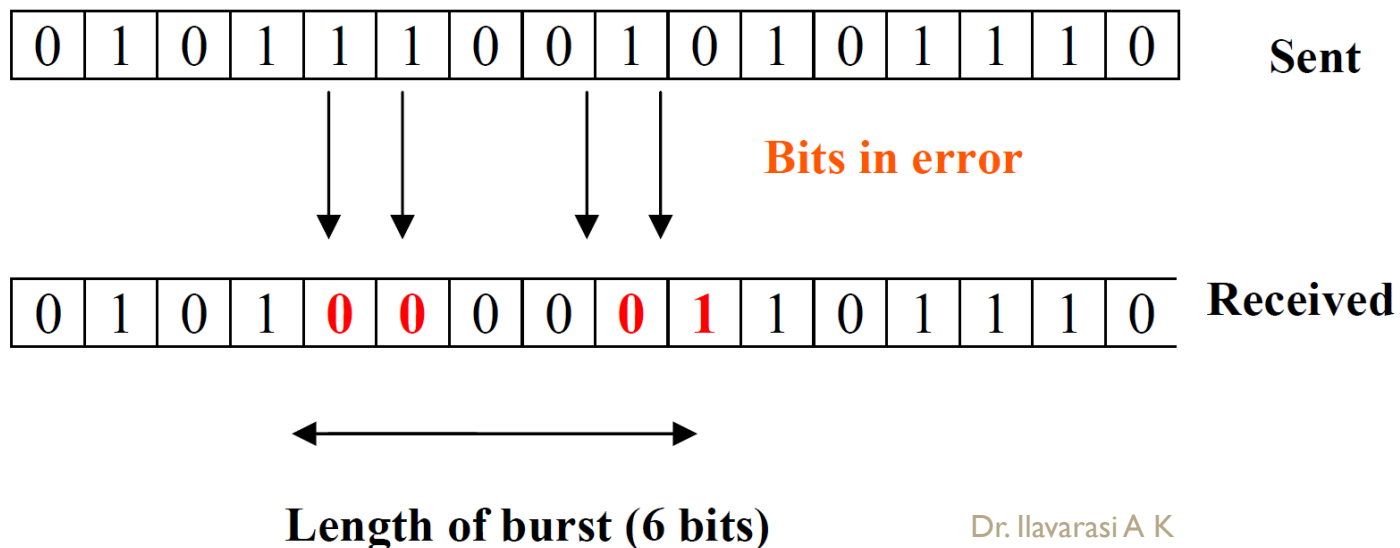 0 1 0 1 1 1 0 0 1 0 1 0 1 1 1 0
Sent
Bits in error
0 1 0 1 0 0 0 0 0 1 1 0 1 1 1 0
Received
Length of burst (6 bits)
Dr. Ilavarasi A K